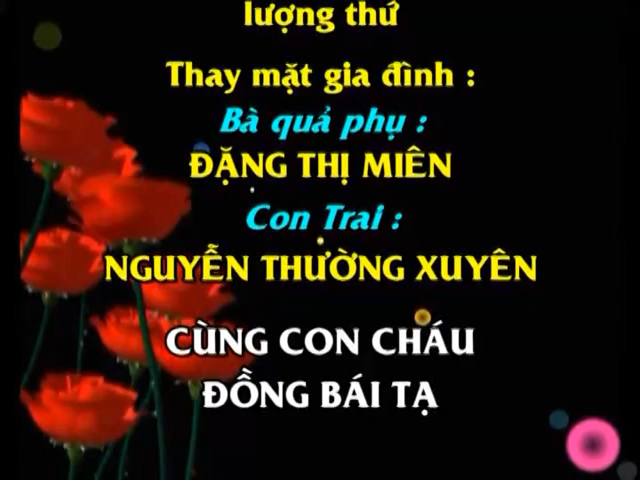 lượng thứ
Thay mặt gia đình :
Bà quả phụ :
ĐẶNG THỊ MIÊN
Con Trai :
NGUYỄN THƯỜNG XUYÊN
CÙNG CON CHÁU
ĐỒNG BÁI TẠ